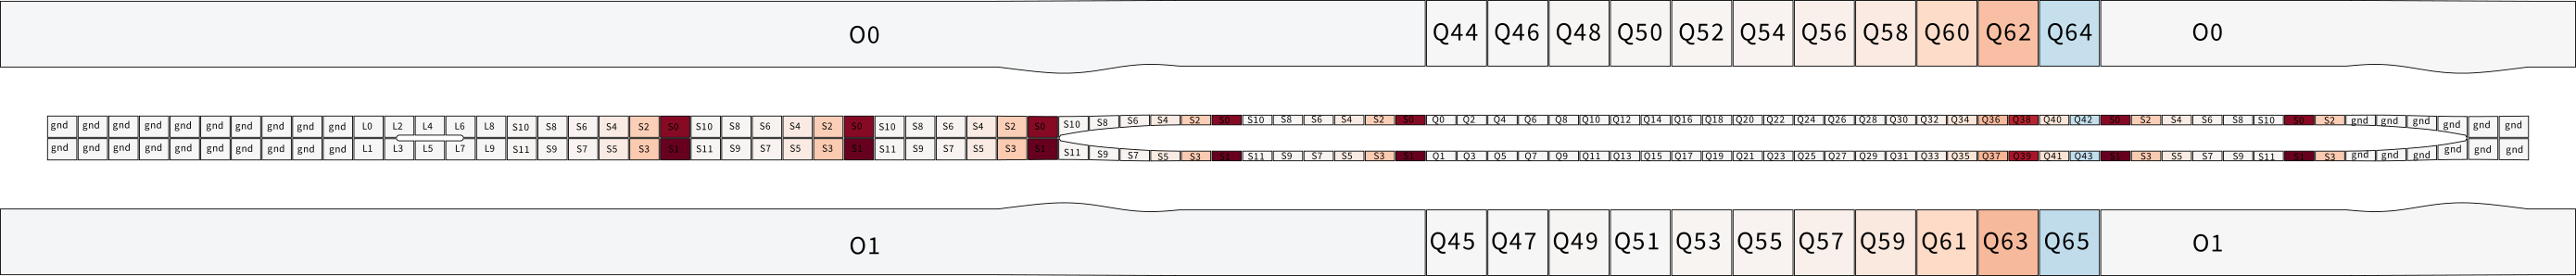 O0 Q44 Q46 Q48 Q50 Q52 Q54 Q56 Q58 Q60 Q62 Q64 O0
gnd gnd gnd gnd gnd gnd gnd gnd gnd gnd L0 L2 L4 L6 L8 S10 S8 S6 S4 S2 S0 S10 S8 S6 S4 S2 S0 S10 S8 S6 S4 S2 S0 S10 S8 S6 S4 S2 S0 S10 S8 S6 S4 S2 S0 Q0 Q2 Q4 Q6 Q8 Q10 Q12 Q14 Q16 Q18 Q20 Q22 Q24 Q26 Q28 Q30 Q32 Q34 Q36 Q38 Q40 Q42 S0 S2 S4 S6 S8 S10 S0 S2 gnd gnd gnd gnd gnd gnd
gnd gnd gnd gnd gnd gnd gnd gnd gnd gnd L1 L3 L5 L7 L9 S11 S9 S7 S5 S3 S1 S11 S9 S7 S5 S3 S1 S11 S9 S7 S5 S3 S1 S11 S9 S7 S5 S3 S1 S11 S9 S7 S5 S3 S1 Q1 Q3 Q5 Q7 Q9 Q11 Q13 Q15 Q17 Q19 Q21 Q23 Q25 Q27 Q29 Q31 Q33 Q35 Q37 Q39 Q41 Q43 S1 S3 S5 S7 S9 S11 S1 S3 gnd gnd gnd gnd gnd gnd
O1 Q45 Q47 Q49 Q51 Q53 Q55 Q57 Q59 Q61 Q63 Q65 O1